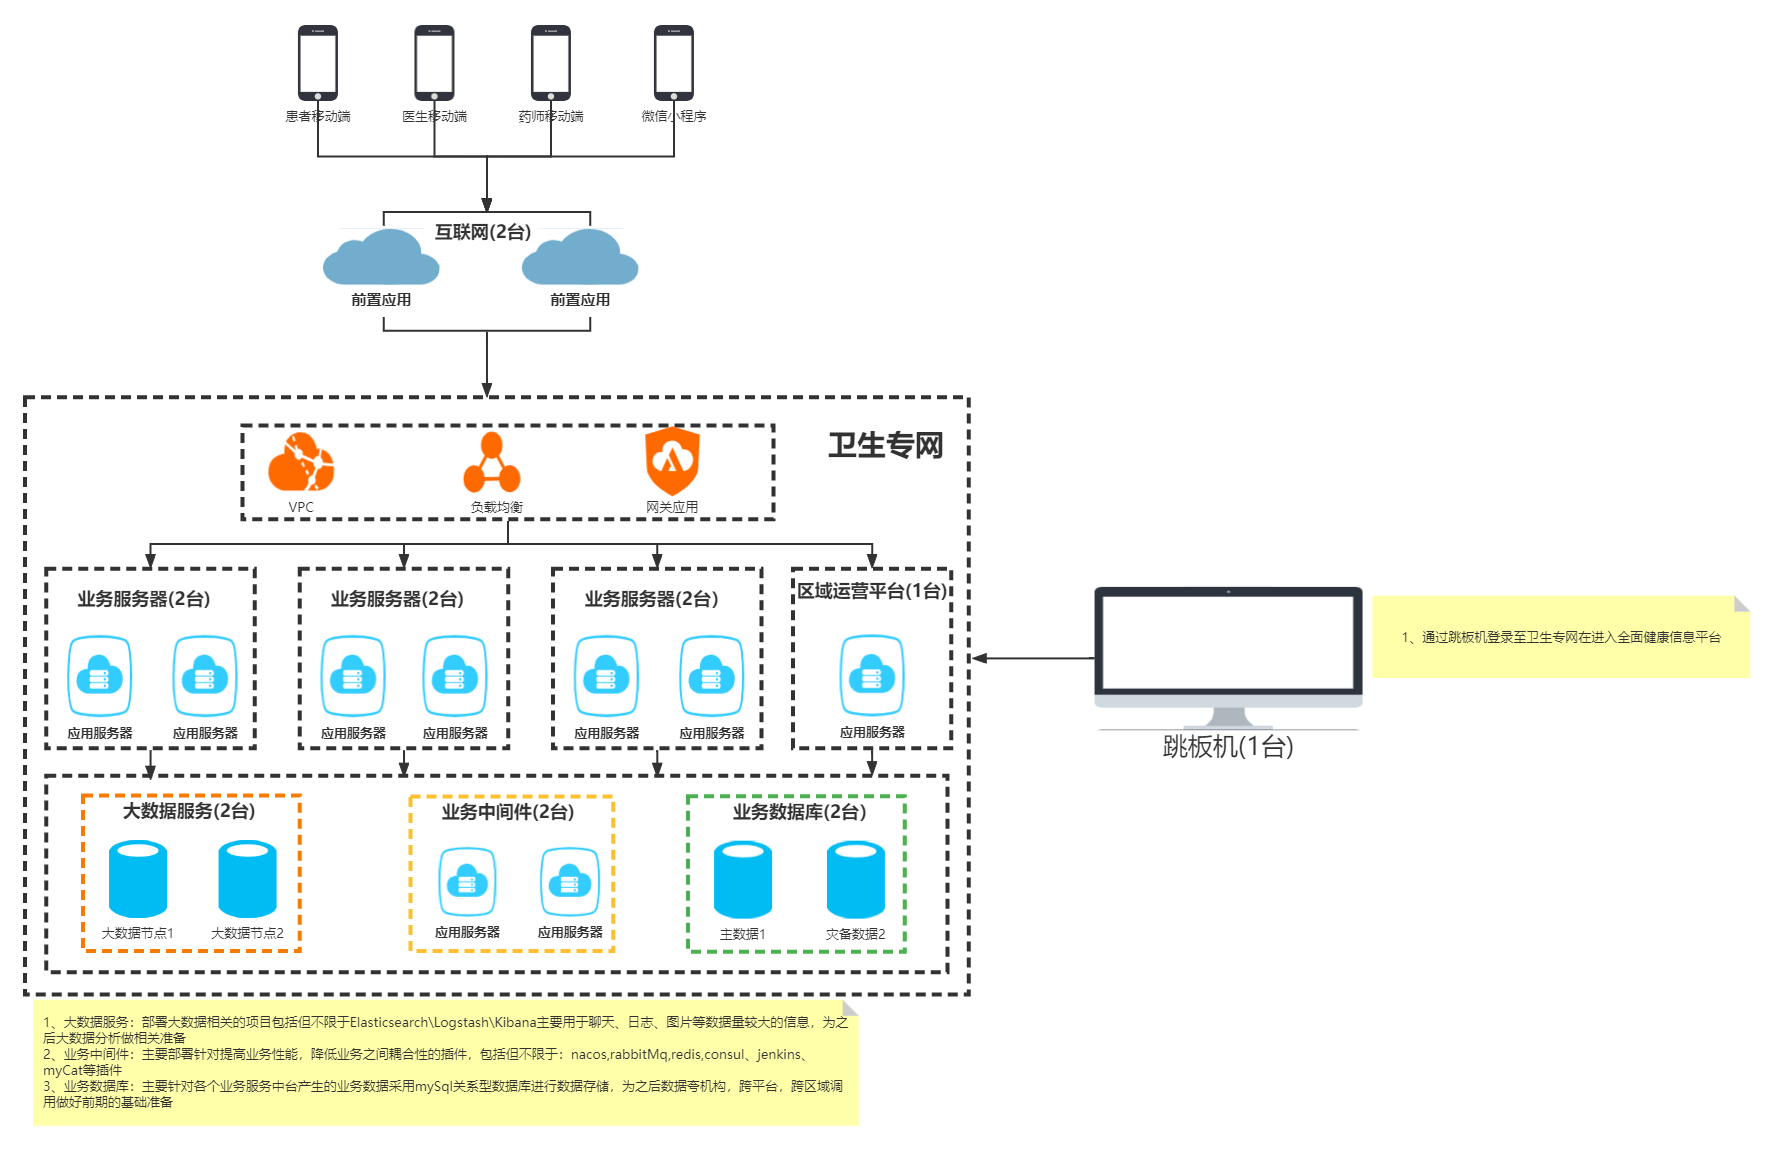 患者移动端
医生移动端
药师移动端
微信小程序
互联网(2台)
前置应用
前置应用
卫生专网
VPC
负载均衡
网关应用
业务服务器(2台)
业务服务器(2台)
业务服务器(2台)
区域运营平台(1台)
应用服务器
应用服务器
应用服务器
应用服务器
应用服务器
应用服务器
应用服务器
1、通过跳板机登录至卫生专网在进入全面健康信息平台
跳板机(1台)
大数据服务(2台)
业务中间件(2台)
业务数据库(2台)
大数据节点1
大数据节点2
应用服务器
应用服务器
主数据1
灾备数据2
1、大数据服务：部署大数据相关的项目包括但不限于Elasticsearch\Logstash\Kibana主要用于聊天、日志、图片等数据量较大的信息，为之
后大数据分析做相关准备
2、业务中间件：主要部署针对提高业务性能，降低业务之间耦合性的插件，包括但不限于：nacos,rabbitMq,redis,consul、jenkins、
myCat等插件
3、业务数据库：主要针对各个业务服务中台产生的业务数据采用mySql关系型数据库进行数据存储，为之后数据夸机构，跨平台，跨区域调
用做好前期的基础准备